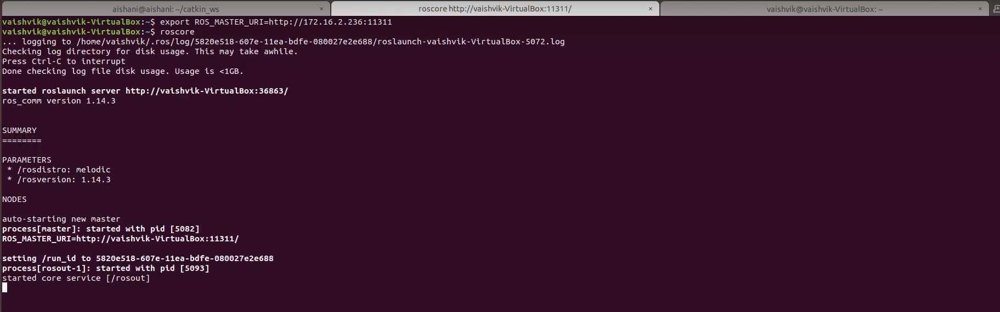 aishani@aishani: ~/catkin_ws × roscore http://vaishvik-VirtualBox:11311/ × vaishvik@vaishvik-VirtualBox: ~ ×
vaishvik@vaishvik-VirtualBox:~$ export ROS_MASTER_URI=http://172.16.2.236:11311
vaishvik@vaishvik-VirtualBox:~$ roscore
... logging to /home/vaishvik/.ros/log/5820e518-607e-11ea-bdfe-080027e2e688/roslaunch-vaishvik-VirtualBox-5072.log
Checking log directory for disk usage. This may take awhile.
Press Ctrl-C to interrupt
Done checking log file disk usage. Usage is <1GB.
started roslaunch server http://vaishvik-VirtualBox:36863/
ros_comm version 1.14.3
SUMMARY
========
PARAMETERS
* /rosdistro: melodic
* /rosversion: 1.14.3
NODES
auto-starting new master
process[master]: started with pid [5082]
ROS_MASTER_URI=http://vaishvik-VirtualBox:11311/
setting /run_id to 5820e518-607e-11ea-bdfe-080027e2e688
process[rosout-1]: started with pid [5093]
started core service [/rosout]